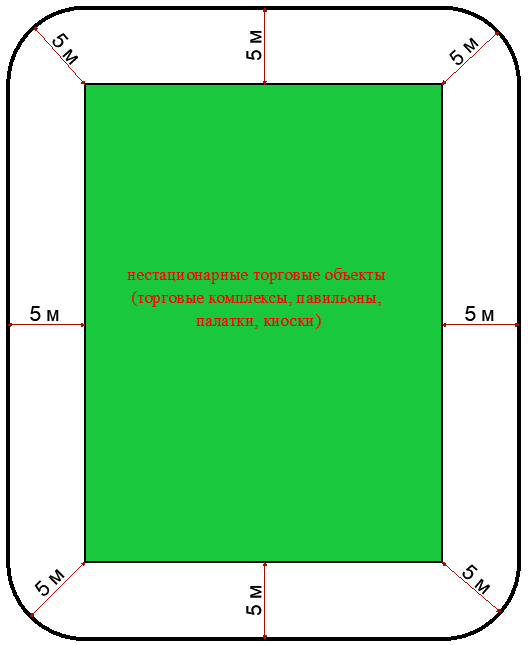 5 м
5 м
5 м
нестационарные торговые объекты
(торговые комплексы, павильоны,
палатки, киоски)
5 м
5 м
5 м
5 м
5 м